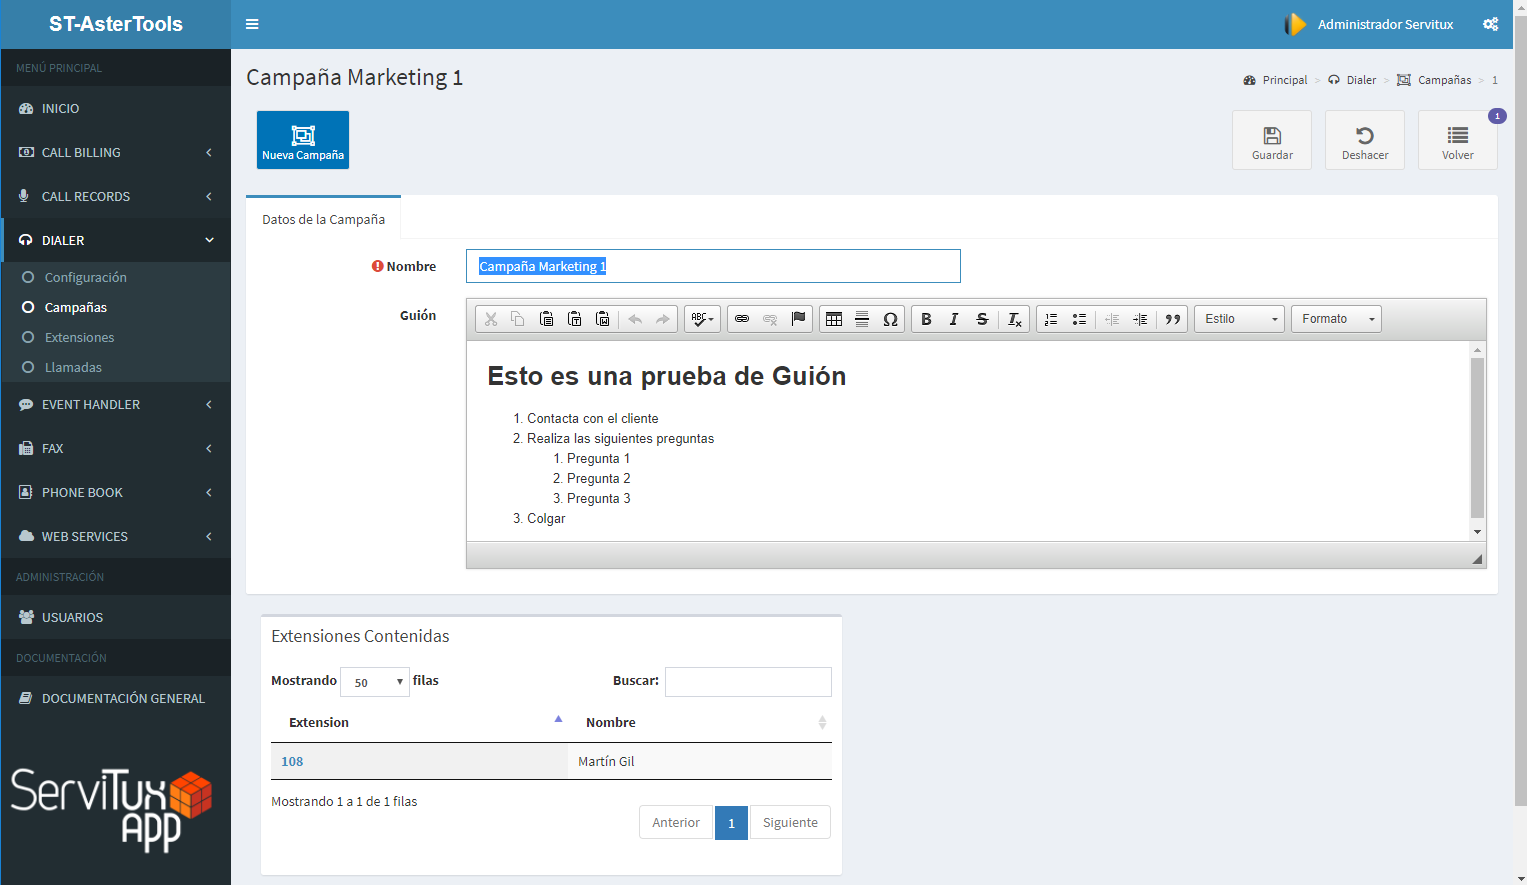 ST-AsterTools
Administrador Servitux
MENÚ PRINCIPAL
INICIO
CALL BILLING
CALL RECORDS
DIALER
Configuración
Campañas
Extensiones
Llamadas
EVENT HANDLER
FAX
PHONE BOOK
WEB SERVICES
ADMINISTRACIÓN
USUARIOS
DOCUMENTACIÓN
DOCUMENTACIÓN GENERAL
ServiTux
APP
Campaña Marketing 1
Principal > Dialer > Campañas > 1
Nueva Campaña
Guardar
Deshacer
1
Volver
Datos de la Campaña
Nombre
Campaña Marketing 1
Guión
ABC
Ω B I S Ix
Estilo
Formato
Esto es una prueba de Guión
1. Contacta con el cliente
2. Realiza las siguientes preguntas
1. Pregunta 1
2. Pregunta 2
3. Pregunta 3
3. Colgar
Extensiones Contenidas
Mostrando 50 filas
Buscar:
Extension Nombre
108 Martín Gil
Mostrando 1 a 1 de 1 filas
Anterior 1 Siguiente